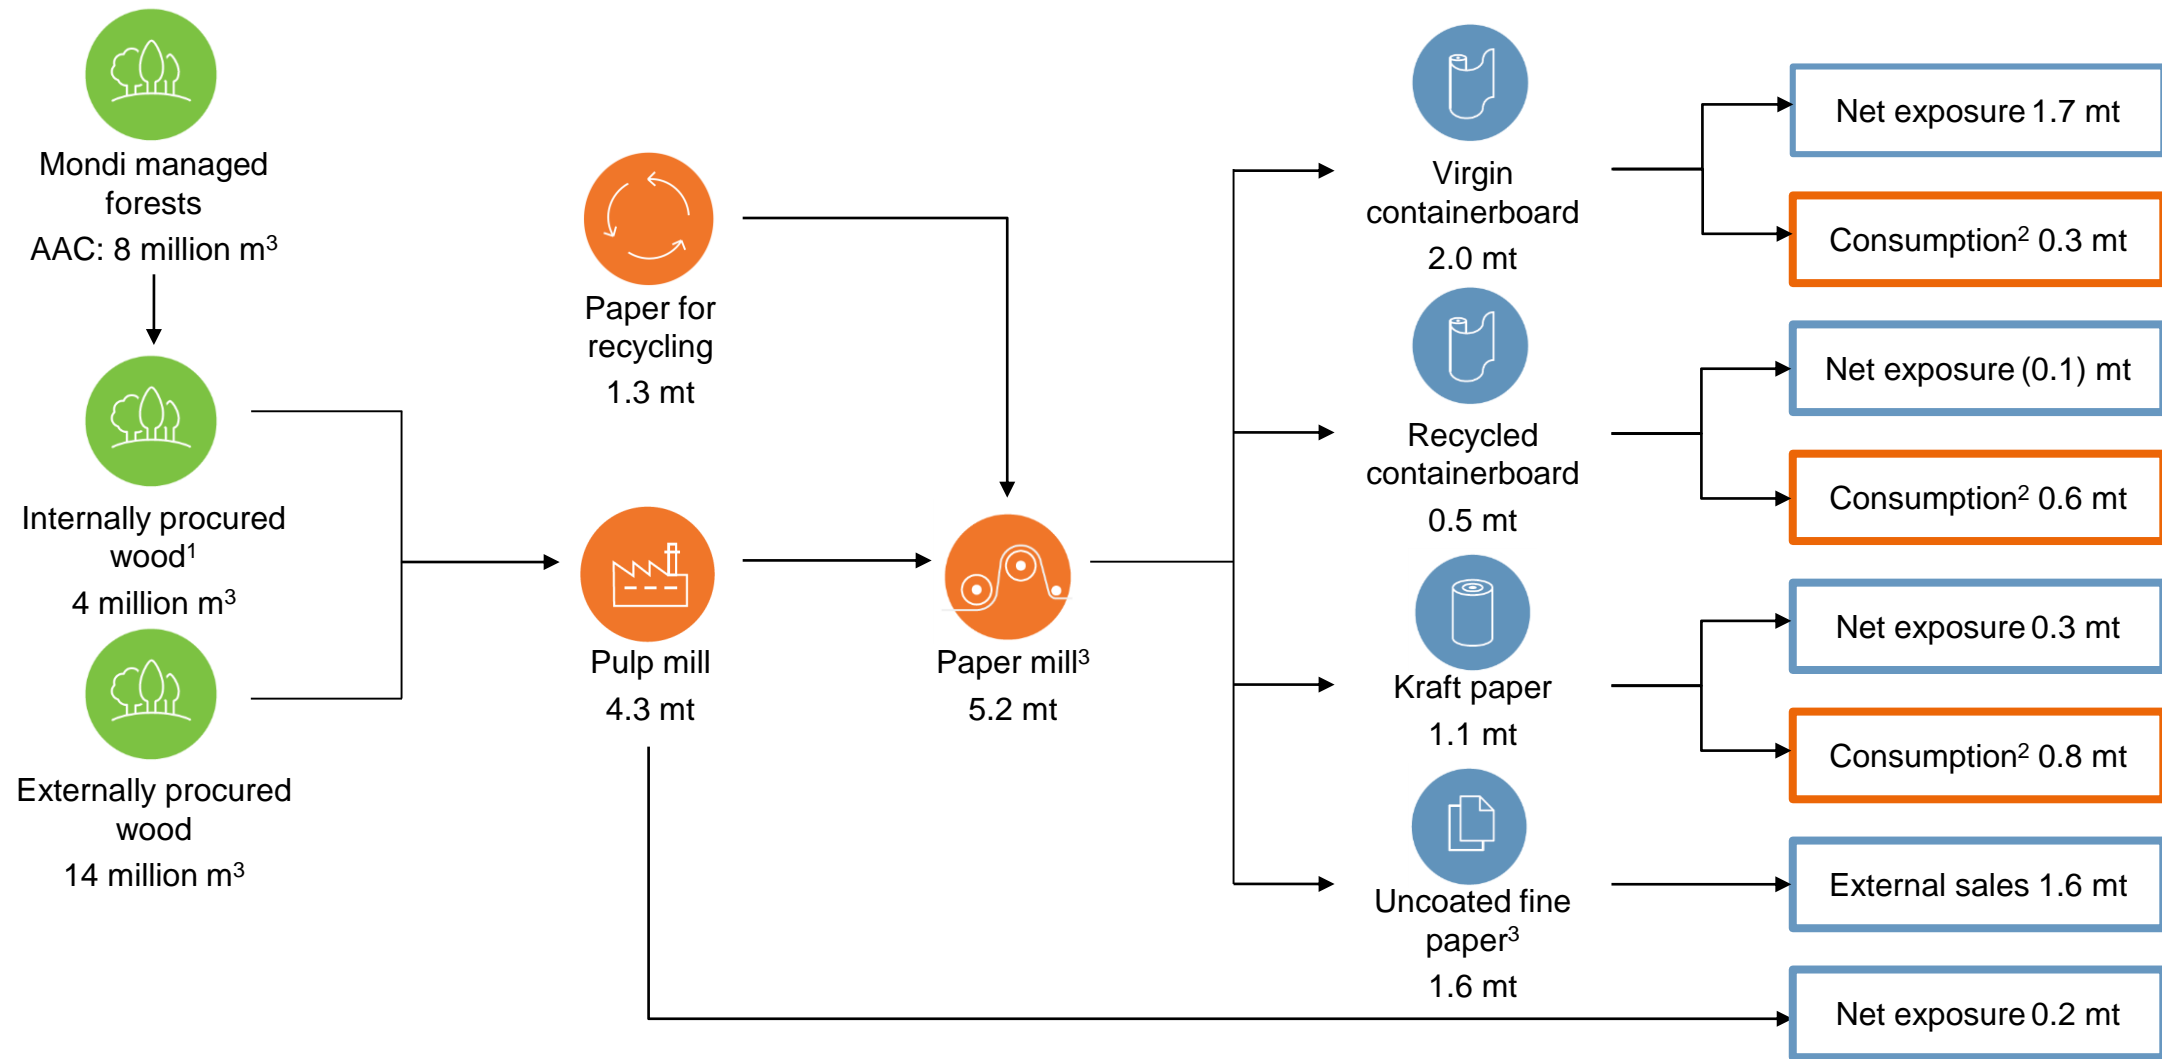 Mondi managed
forests
AAC: 8 million m³
Internally procured
wood¹
4 million m³
Externally procured
wood
14 million m³
Paper for
recycling
1.3 mt
Pulp mill
4.3 mt
Paper mill³
5.2 mt
Virgin
containerboard
2.0 mt
Recycled
containerboard
0.5 mt
Kraft paper
1.1 mt
Uncoated fine
paper³
1.6 mt
Net exposure 1.7 mt
Consumption² 0.3 mt
Net exposure (0.1) mt
Consumption² 0.6 mt
Net exposure 0.3 mt
Consumption² 0.8 mt
External sales 1.6 mt
Net exposure 0.2 mt